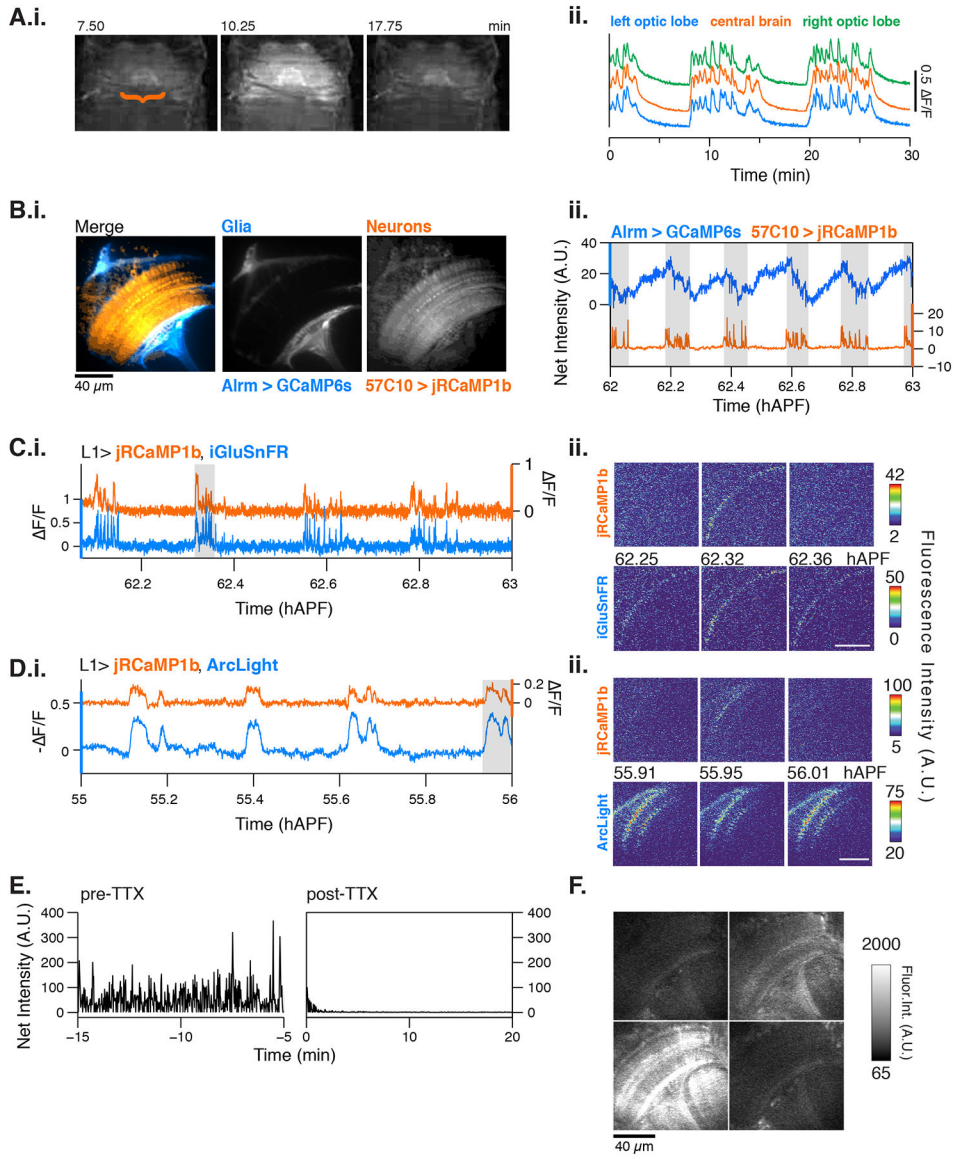 A.i.
7.50 10.25 17.75 min
ii.
left optic lobe central brain right optic lobe
0.5 ΔF/F
0 10 20 30
Time (min)
B.i.
Merge Glia Neurons
40 µm Alrm > GCaMP6s 57C10 > jRCaMP1b
ii.
Alrm > GCaMP6s 57C10 > jRCaMP1b
Net Intensity (A.U.)
40
20
0
20
10
0
−10
62 62.2 62.4 62.6 62.8 63
Time (hAPF)
C.i.
L1> jRCaMP1b, iGluSnFR
ΔF/F
1
0.5
0
1
0
ΔF/F
62.2 62.4 62.6 62.8 63
Time (hAPF)
ii.
jRCaMP1b
42
2
62.25 62.32 62.36 hAPF
iGluSnFR
50
0
Fluorescence Intensity (A.U.)
D.i.
L1> jRCaMP1b, ArcLight
-ΔF/F
0.5
0
0.2
0
ΔF/F
55 55.2 55.4 55.6 55.8 56
Time (hAPF)
ii.
jRCaMP1b
100
5
55.91 55.95 56.01 hAPF
ArcLight
75
20
E.
pre-TTX post-TTX
Net Intensity (A.U.)
400 400
300 300
200 200
100 100
0 0
−15 −10 −5 0 10 20
Time (min)
F.
2000
Fluor.Int. (A.U.)
65
40 µm